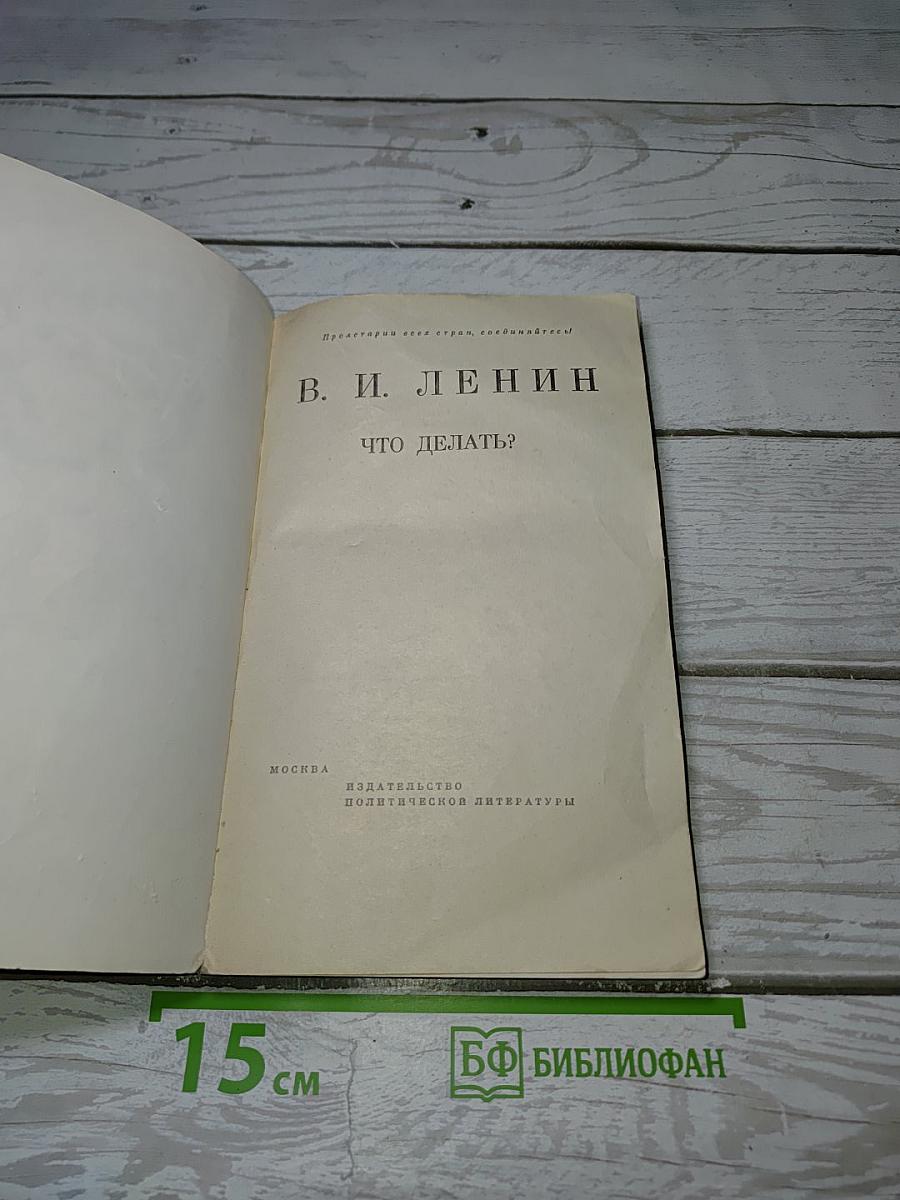 Пролетарии всех стран, соединяйтесь!
В. И. ЛЕНИН
ЧТО ДЕЛАТЬ?
МОСКВА
ИЗДАТЕЛЬСТВО
ПОЛИТИЧЕСКОЙ ЛИТЕРАТУРЫ
15 см
БФ БИБЛИОФАН